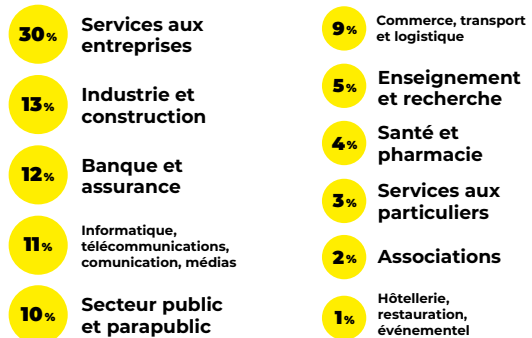 30%
Services aux
entreprises
13%
Industrie et
construction
12%
Banque et
assurance
11%
Informatique,
télécommunications,
comunication, médias
10%
Secteur public
et parapublic
9%
Commerce, transport
et logistique
5%
Enseignement
et recherche
4%
Santé et
pharmacie
3%
Services aux
particuliers
2%
Associations
1%
Hôtellerie,
restauration,
événementel